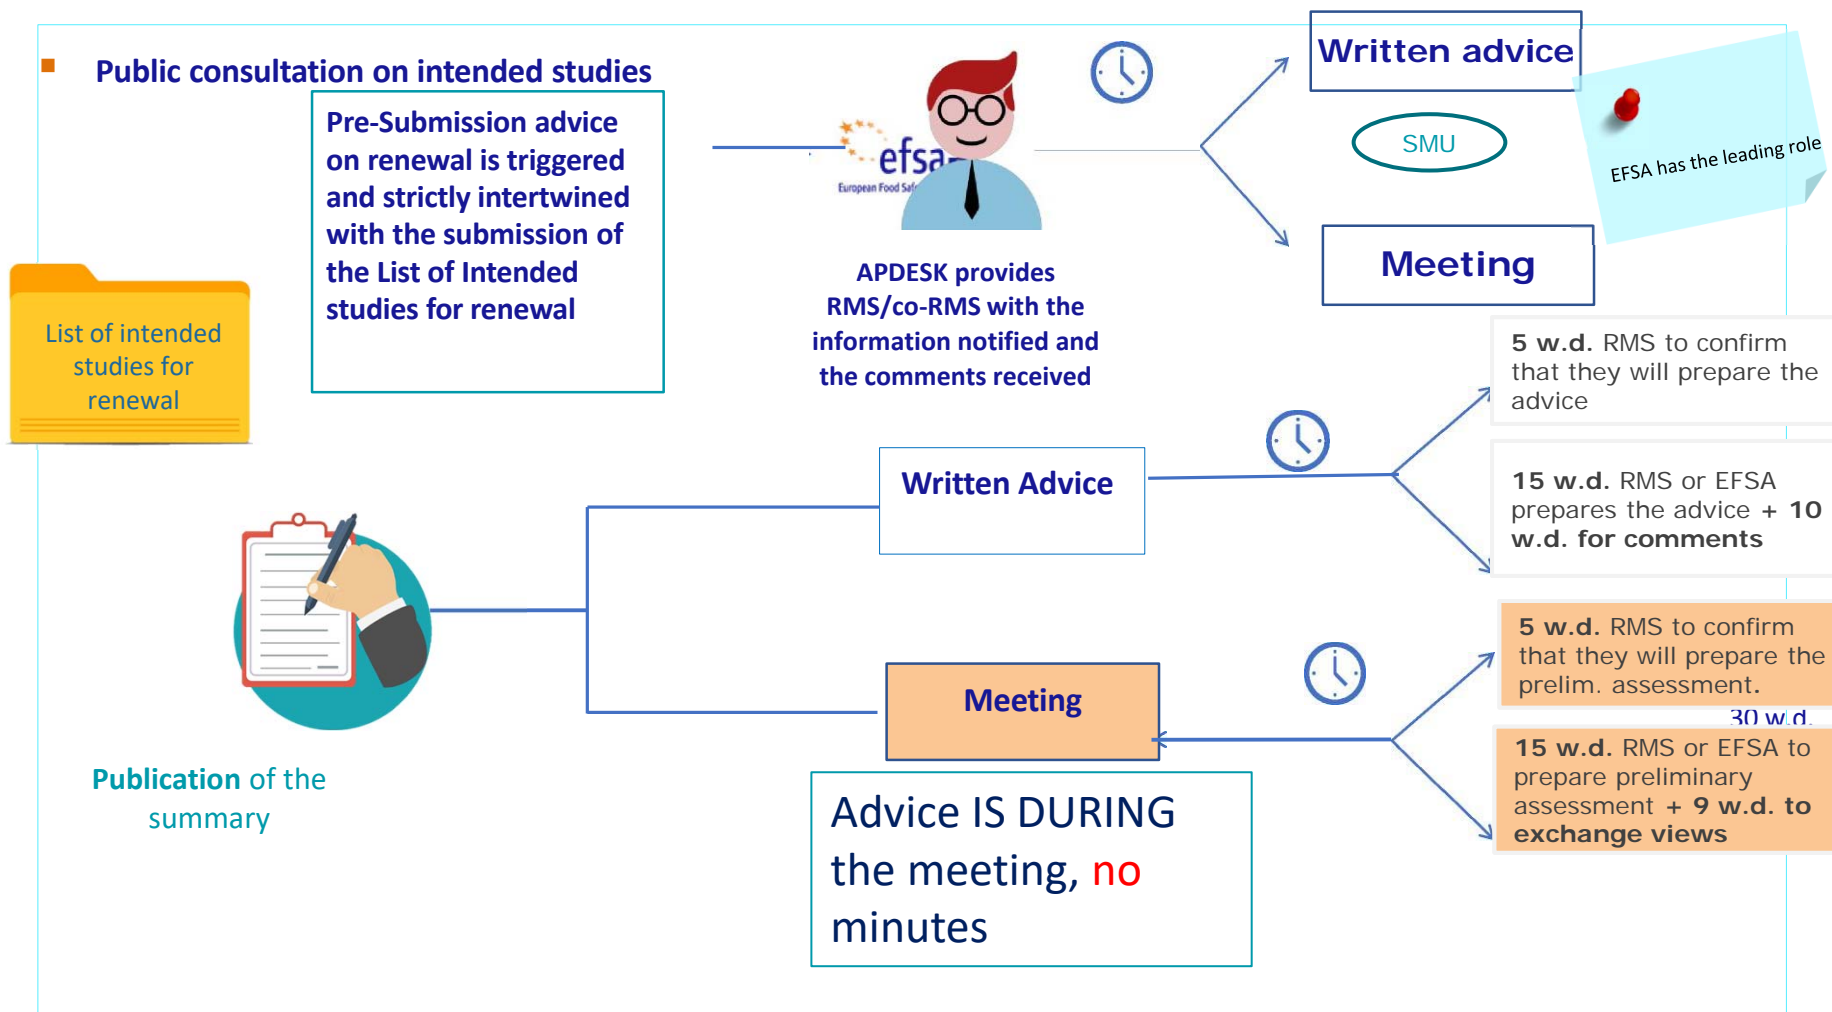 Public consultation on intended studies
Pre-Submission advice
on renewal is triggered
and strictly intertwined
with the submission of
the List of Intended
studies for renewal
List of intended
studies for
renewal
efsa
European Food Safe
APDESK provides
RMS/co-RMS with the
information notified and
the comments received
Written advice
SMU
Meeting
EFSA has the leading role
Written Advice
5 w.d. RMS to confirm
that they will prepare the
advice
15 w.d. RMS or EFSA
prepares the advice + 10
w.d. for comments
Publication of the
summary
Meeting
5 w.d. RMS to confirm
that they will prepare the
prelim. assessment.
30 w.d.
15 w.d. RMS or EFSA to
prepare preliminary
assessment + 9 w.d. to
exchange views
Advice IS DURING
the meeting, no
minutes